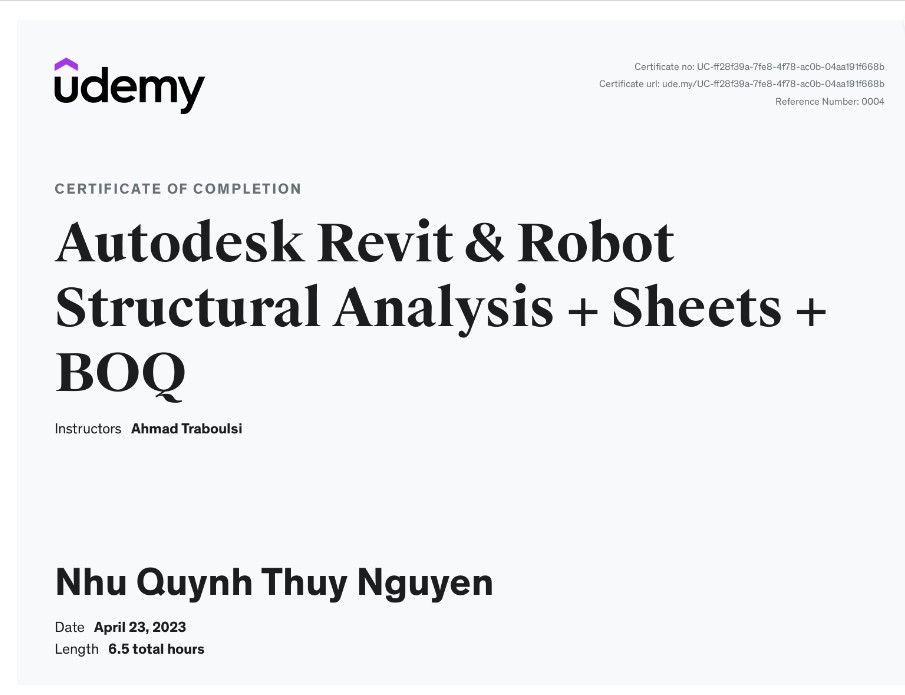 udemy
Certificate no: UC-ff28f39a-7fe8-4f78-ac0b-04aa191f668b
Certificate url: ude.my/UC-ff28f39a-7fe8-4f78-ac0b-04aa191f668b
Reference Number: 0004
CERTIFICATE OF COMPLETION
Autodesk Revit & Robot
Structural Analysis + Sheets +
BOQ
Instructors Ahmad Traboulsi
Nhu Quynh Thuy Nguyen
Date April 23, 2023
Length 6.5 total hours